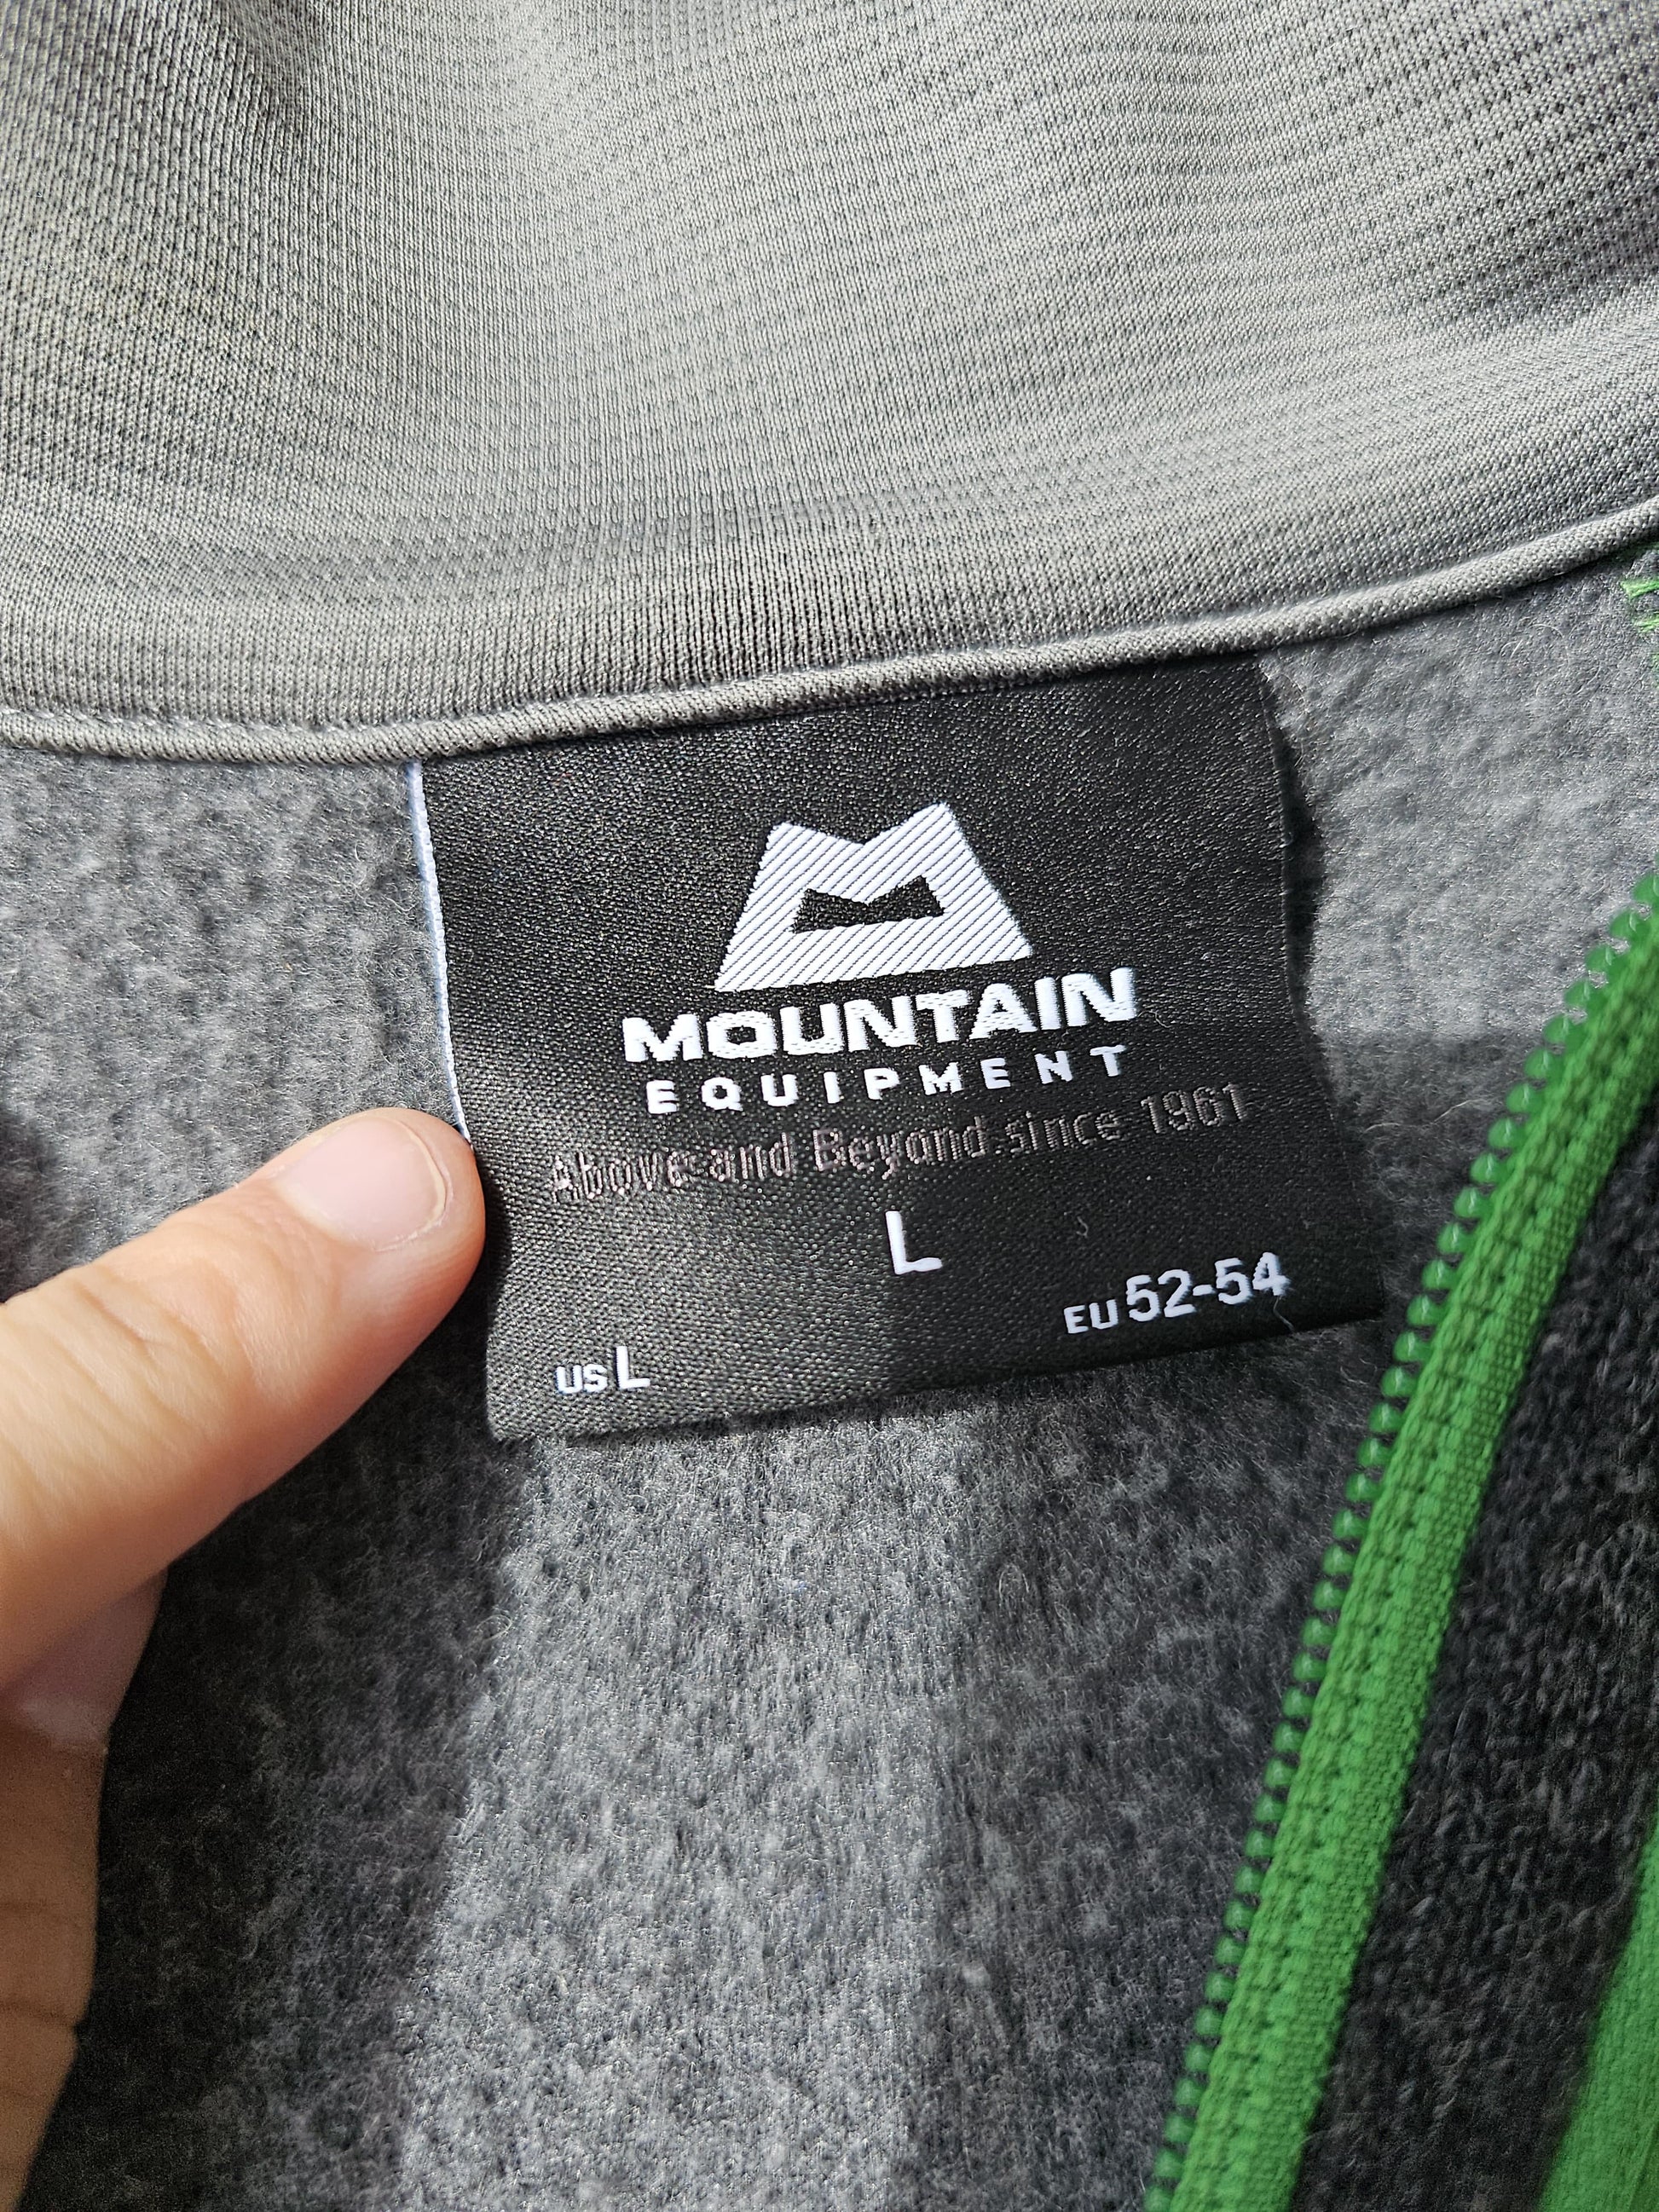 MOUNTAIN
EQUIPMENT
Above and Beyond since 1961
L
EU 52-54
US L